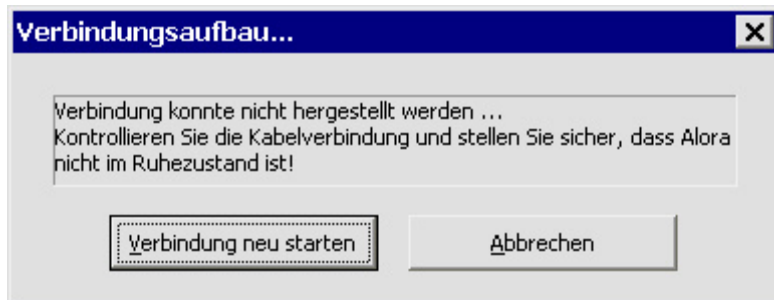 Verbindungsaufbau...
Verbindung konnte nicht hergestellt werden ...
Kontrollieren Sie die Kabelverbindung und stellen Sie sicher, dass Alora
nicht im Ruhezustand ist!
Verbindung neu starten
Abbrechen